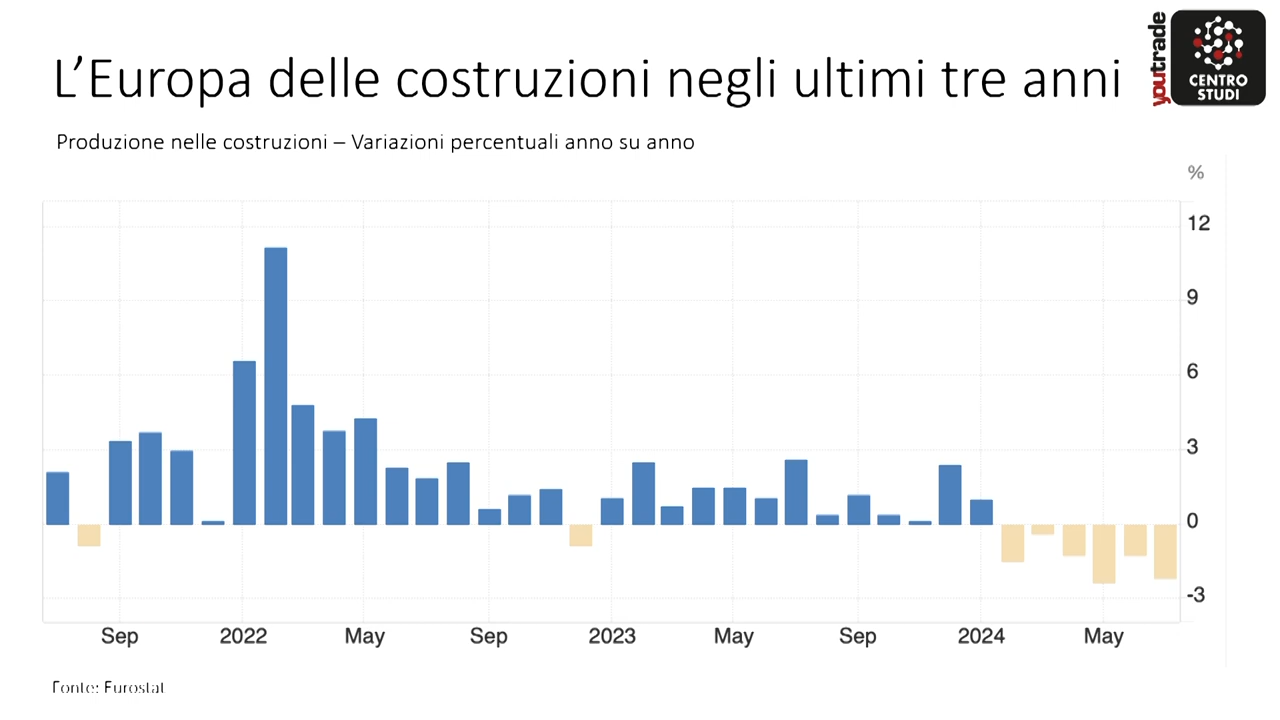 L’Europa delle costruzioni negli ultimi tre anni
youtrade
CENTRO
STUDI
Produzione nelle costruzioni – Variazioni percentuali anno su anno
%
12
9
6
3
0
-3
Sep 2022 May Sep 2023 May Sep 2024 May
Fonte: Eurostat